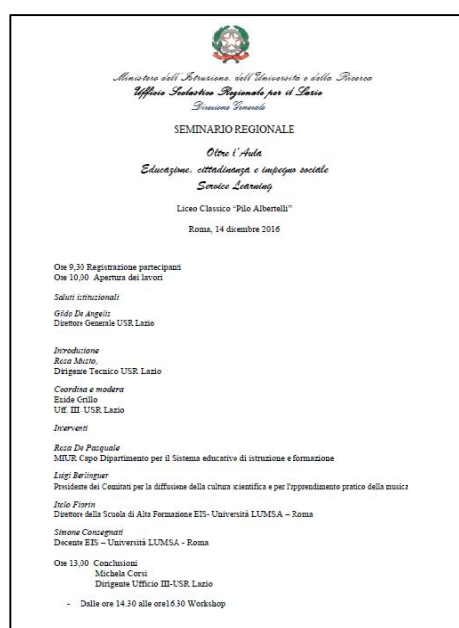 Ministero dell'Istruzione, dell'Università e della Ricerca
Ufficio Scolastico Regionale per il Lazio
Direzione Generale
SEMINARIO REGIONALE
Oltre l'Aula
Educazione, cittadinanza e impegno sociale
Service Learning
Liceo Classico "Pilo Albertelli"
Roma, 14 dicembre 2016
Ore 9,30 Registrazione partecipanti
Ore 10,00 Apertura dei lavori
Saluti istituzionali
Gildo De Angelis
Direttore Generale USR Lazio
Introduzione
Rosa Musto,
Dirigente Tecnico USR Lazio
Coordina e modera
Exide Grillo
Uff. III- USR Lazio
Interventi
Rosa De Pasquale
MIUR Capo Dipartimento per il Sistema educativo di istruzione e formazione
Luigi Berlinguer
Presidente dei Comitati per la diffusione della cultura scientifica e per l'apprendimento pratico della musica
Italo Fiorin
Direttore della Scuola di Alta Formazione EIS- Università LUMSA – Roma
Simone Consegnati
Docente EIS – Università LUMSA - Roma
Ore 13,00 Conclusioni
Michela Corsi
Dirigente Ufficio III-USR Lazio
- Dalle ore 14.30 alle ore1630 Workshop